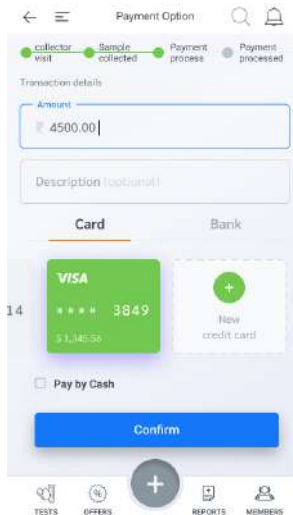 Payment Option
collector visit
Sample collected
Payment process
Payment processed
Transaction details
Amount
₹ 4500.00
Description (optional)
Card
Bank
14
VISA
**** 3849
$ 1,345.56
New
credit card
Pay by Cash
Confirm
%
TESTS
OFFERS
REPORTS
MEMBERS